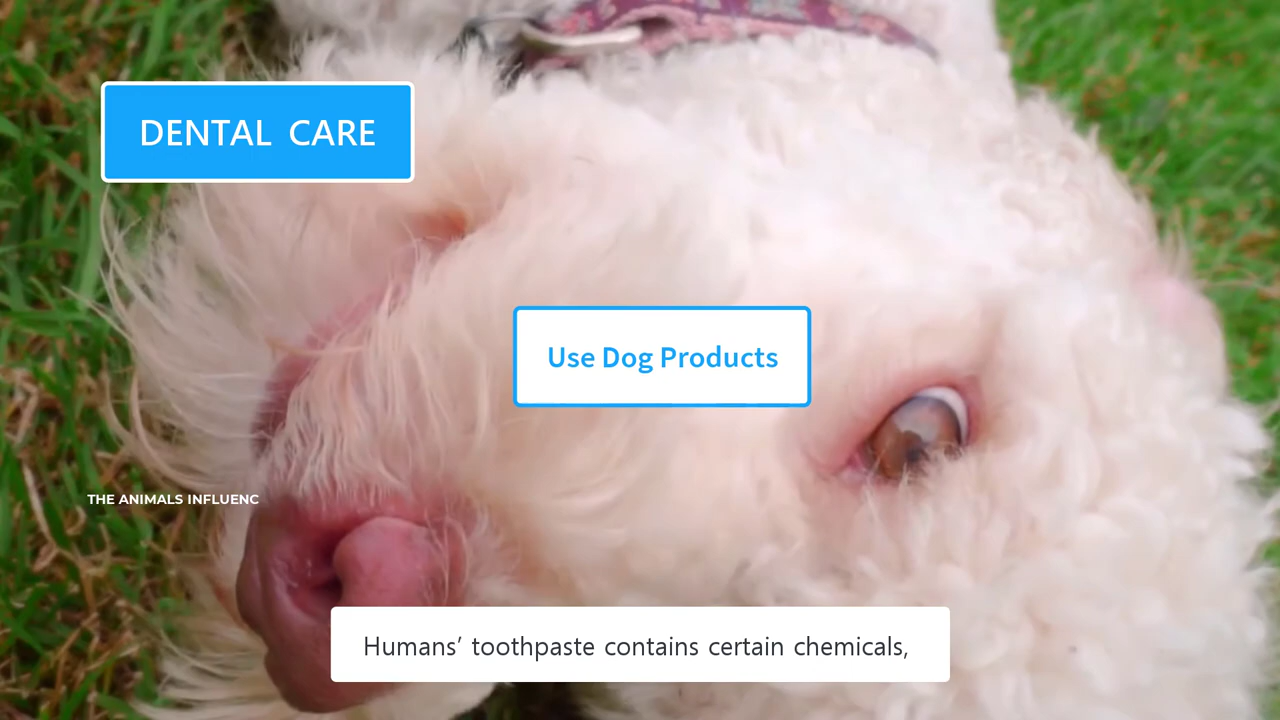 DENTAL CARE
Use Dog Products
THE ANIMALS INFLUENC
Humans’ toothpaste contains certain chemicals,